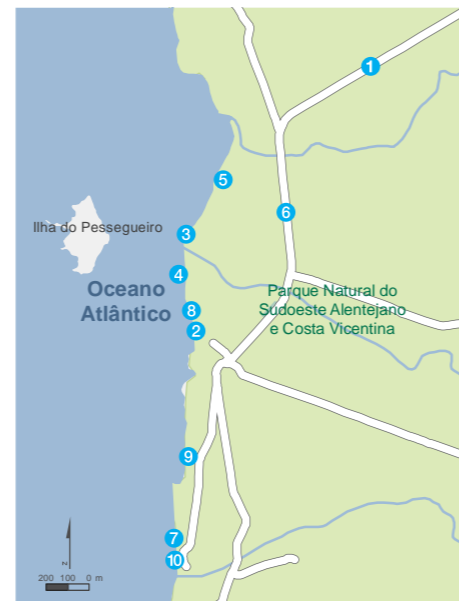 1
5
6
Ilha do Pessegueiro
3
4
Oceano
Atlântico
Parque Natural do
Sudoeste Alentejano
e Costa Vicentina
8
2
9
7
10
N
200 100 0 m